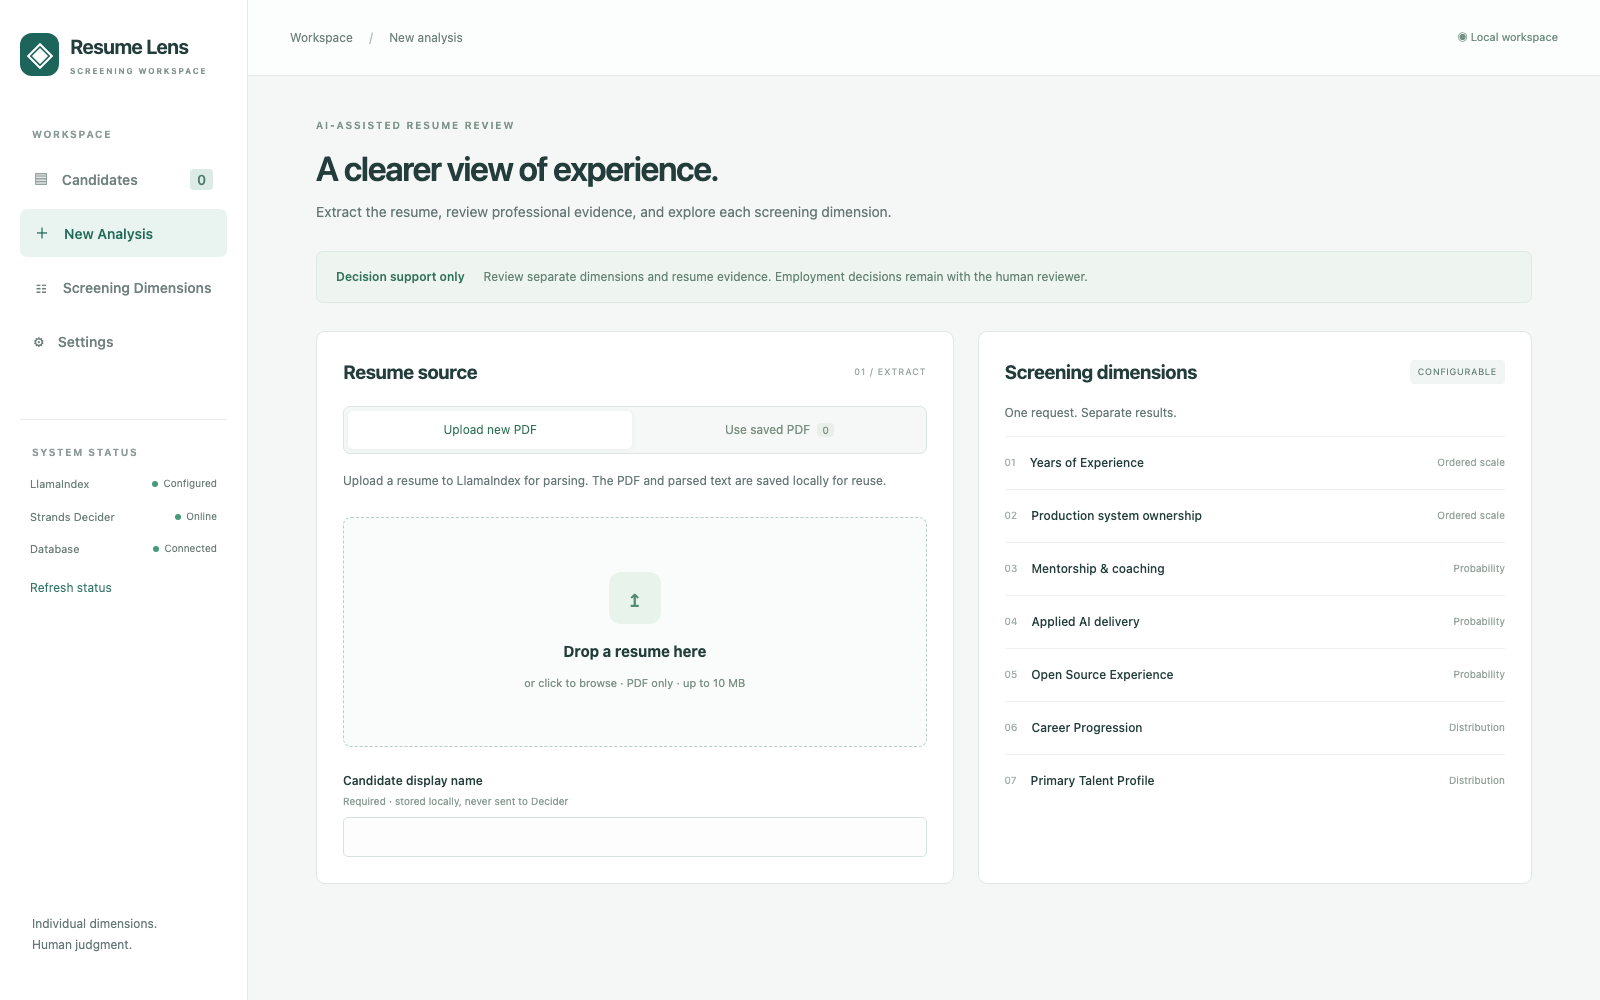 Resume Lens
SCREENING WORKSPACE
WORKSPACE
Candidates 0
New Analysis
Screening Dimensions
Settings
SYSTEM STATUS
LlamaIndex Configured
Strands Decider Online
Database Connected
Refresh status
Individual dimensions.
Human judgment.
Workspace / New analysis
Local workspace
AI-ASSISTED RESUME REVIEW
A clearer view of experience.
Extract the resume, review professional evidence, and explore each screening dimension.
Decision support only Review separate dimensions and resume evidence. Employment decisions remain with the human reviewer.
Resume source 01 / EXTRACT
Upload new PDF Use saved PDF 0
Upload a resume to LlamaIndex for parsing. The PDF and parsed text are saved locally for reuse.
Drop a resume here
or click to browse · PDF only · up to 10 MB
Candidate display name
Required · stored locally, never sent to Decider
Screening dimensions CONFIGURABLE
One request. Separate results.
01 Years of Experience Ordered scale
02 Production system ownership Ordered scale
03 Mentorship & coaching Probability
04 Applied AI delivery Probability
05 Open Source Experience Probability
06 Career Progression Distribution
07 Primary Talent Profile Distribution